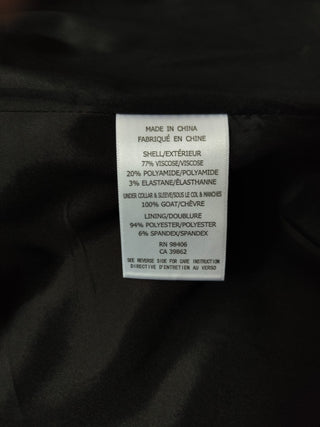 MADE IN CHINA
FABRIQUÉ EN CHINE
SHELL/EXTÉRIEUR
77% VISCOSE/VISCOSE
20% POLYAMIDE/POLYAMIDE
3% ELASTANE/ÉLASTHANNE
UNDER COLLAR & SLEEVE/SOUS LE COL & MANCHES
100% GOAT/CHÈVRE
LINING/DOUBLURE
94% POLYESTER/POLYESTER
6% SPANDEX/SPANDEX
RN 98406
CA 39862
SEE REVERSE SIDE FOR CARE INSTRUCTION
DIRECTIVE D'ENTRETIEN AU VERSO